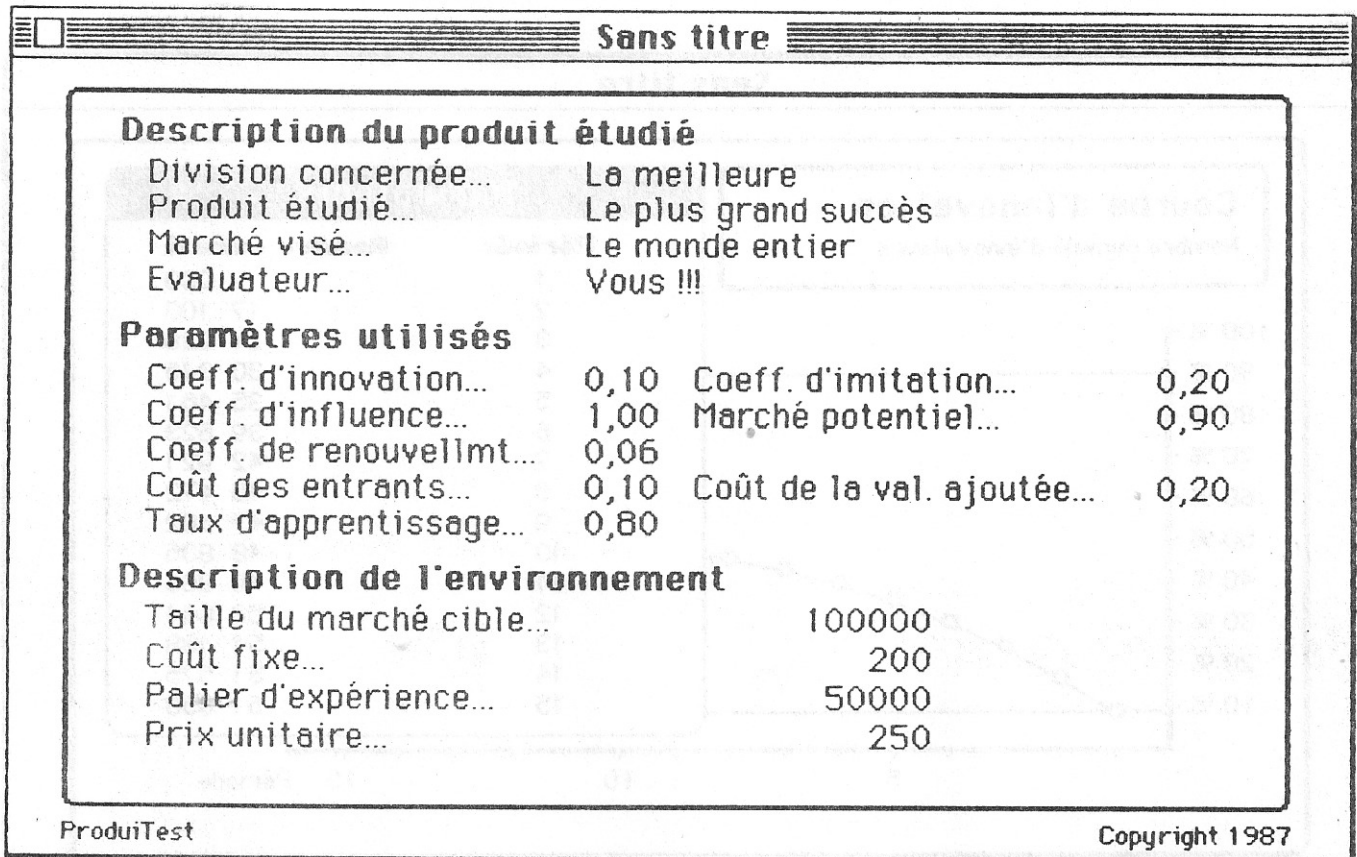 Sans titre
Description du produit étudié
Division concernée... La meilleure
Produit étudié... Le plus grand succès
Marché visé... Le monde entier
Evaluateur... Vous !!!
Paramètres utilisés
Coeff. d'innovation... 0,10 Coeff. d'imitation... 0,20
Coeff. d'influence... 1,00 Marché potentiel... 0,90
Coeff. de renouvellmt... 0,06
Coût des entrants... 0,10 Coût de la val. ajoutée... 0,20
Taux d'apprentissage... 0,80
Description de l'environnement
Taille du marché cible... 100000
Coût fixe... 200
Palier d'expérience... 50000
Prix unitaire... 250
ProduiTest Copyright 1987